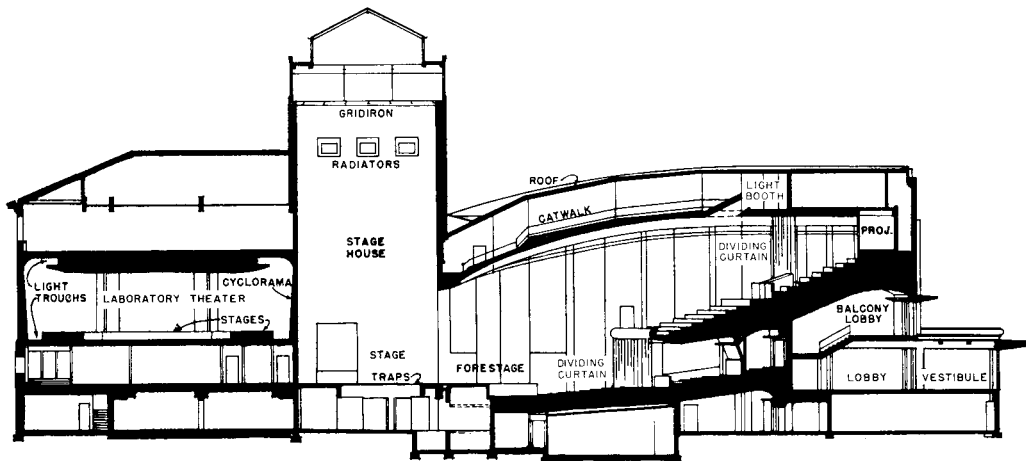 GRIDIRON
RADIATORS
ROOF
LIGHT
BOOTH
CATWALK
PROJ.
STAGE
HOUSE
DIVIDING
CURTAIN
LIGHT
TROUGHS
LABORATORY THEATER
CYCLORAMA
STAGES
BALCONY
LOBBY
STAGE
TRAPS
FORESTAGE
DIVIDING
CURTAIN
LOBBY
VESTIBULE